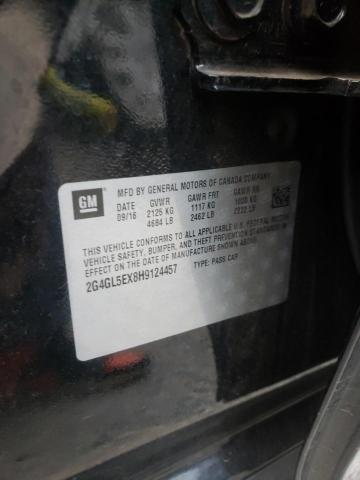 GM
MFD BY GENERAL MOTORS OF CANADA COMPANY
DATE GVWR GAWR FRT GAWR RR
09/16 2125 KG 1117 KG 1008 KG
4684 LB 2462 LB 2222 LB
THIS VEHICLE CONFORMS TO ALL APPLICABLE U.S. FEDERAL MOTOR
VEHICLE SAFETY, BUMPER, AND THEFT PREVENTION STANDARDS IN
EFFECT ON THE DATE OF MANUFACTURE SHOWN ABOVE.
2G4GL5EX8H9124457 TYPE: PASS CAR